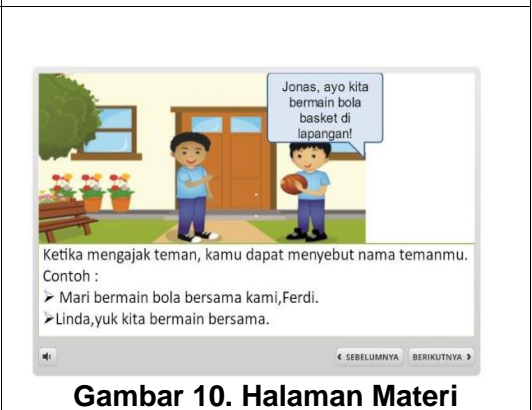 Jonas, ayo kita
bermain bola
basket di
lapangan!
Ketika mengajak teman, kamu dapat menyebut nama temanmu.
Contoh :
➢ Mari bermain bola bersama kami,Ferdi.
➢Linda,yuk kita bermain bersama.
SEBELUMNYA BERIKUTNYA
Gambar 10. Halaman Materi